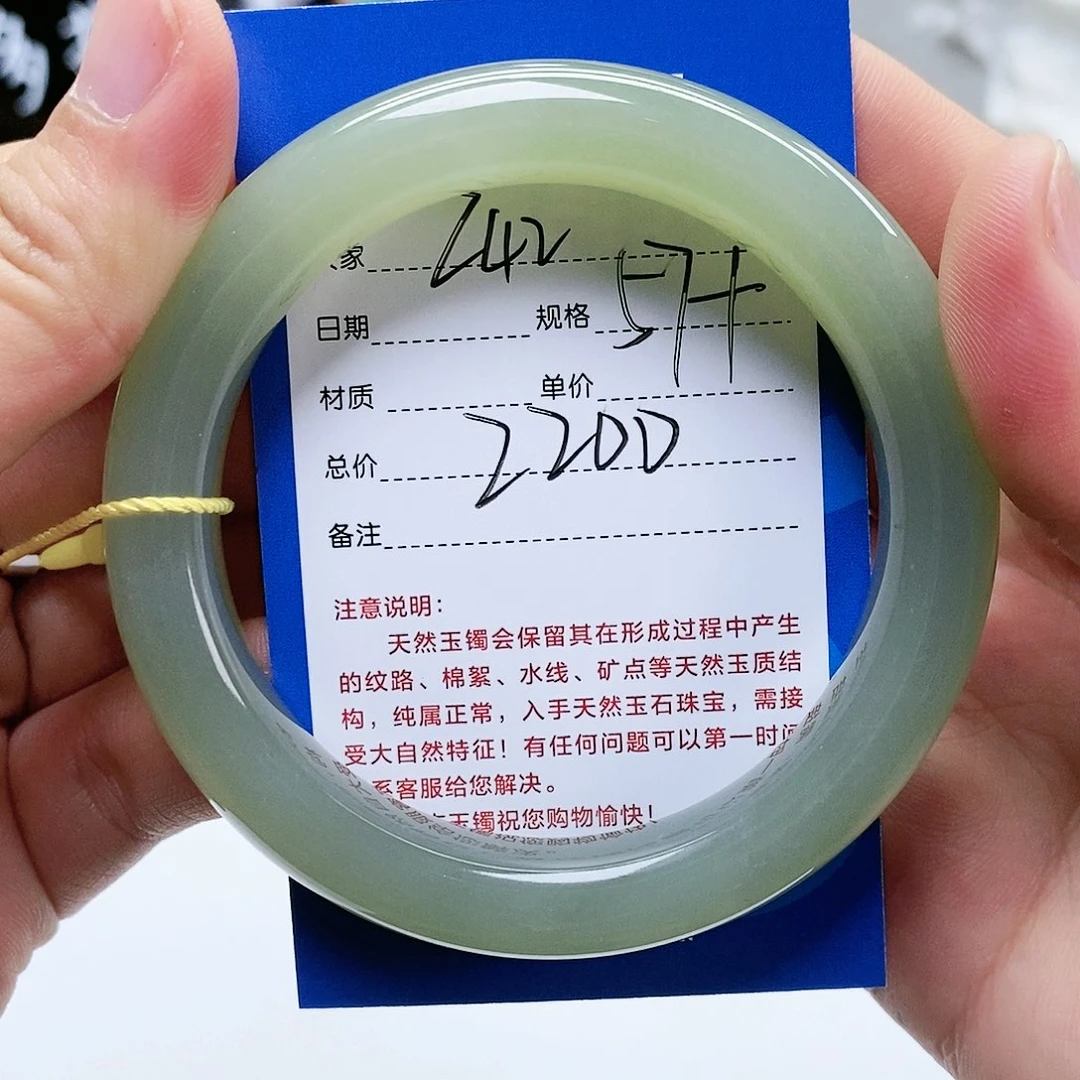 家 242
日期 规格 57+
材质 单价
总价 2200
备注
注意说明：
天然玉镯会保留其在形成过程中产生
的纹路、棉絮、水线、矿点等天然玉质结
构，纯属正常，入手天然玉石珠宝，需接
受大自然特征！有任何问题可以第一时间
系客服给您解决。
玉镯祝您购物愉快！